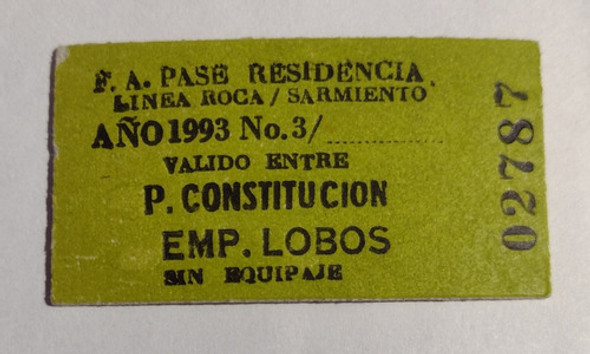 F. A. PASE RESIDENCIA.
LINEA ROCA / SARMIENTO
AÑO 1993 No. 3/..................
VALIDO ENTRE
P. CONSTITUCION
EMP. LOBOS
SIN EQUIPAJE
02787